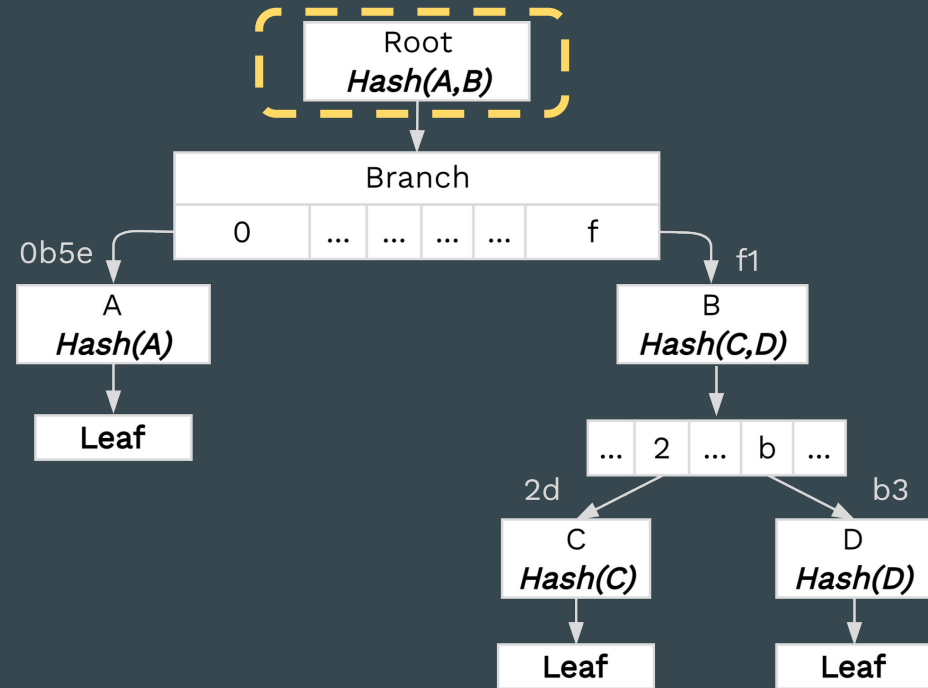 Root
Hash(A,B)
Branch
0 ... ... ... ... f
0b5e
f1
A
Hash(A)
B
Hash(C,D)
Leaf
... 2 ... b ...
2d
b3
C
Hash(C)
D
Hash(D)
Leaf
Leaf